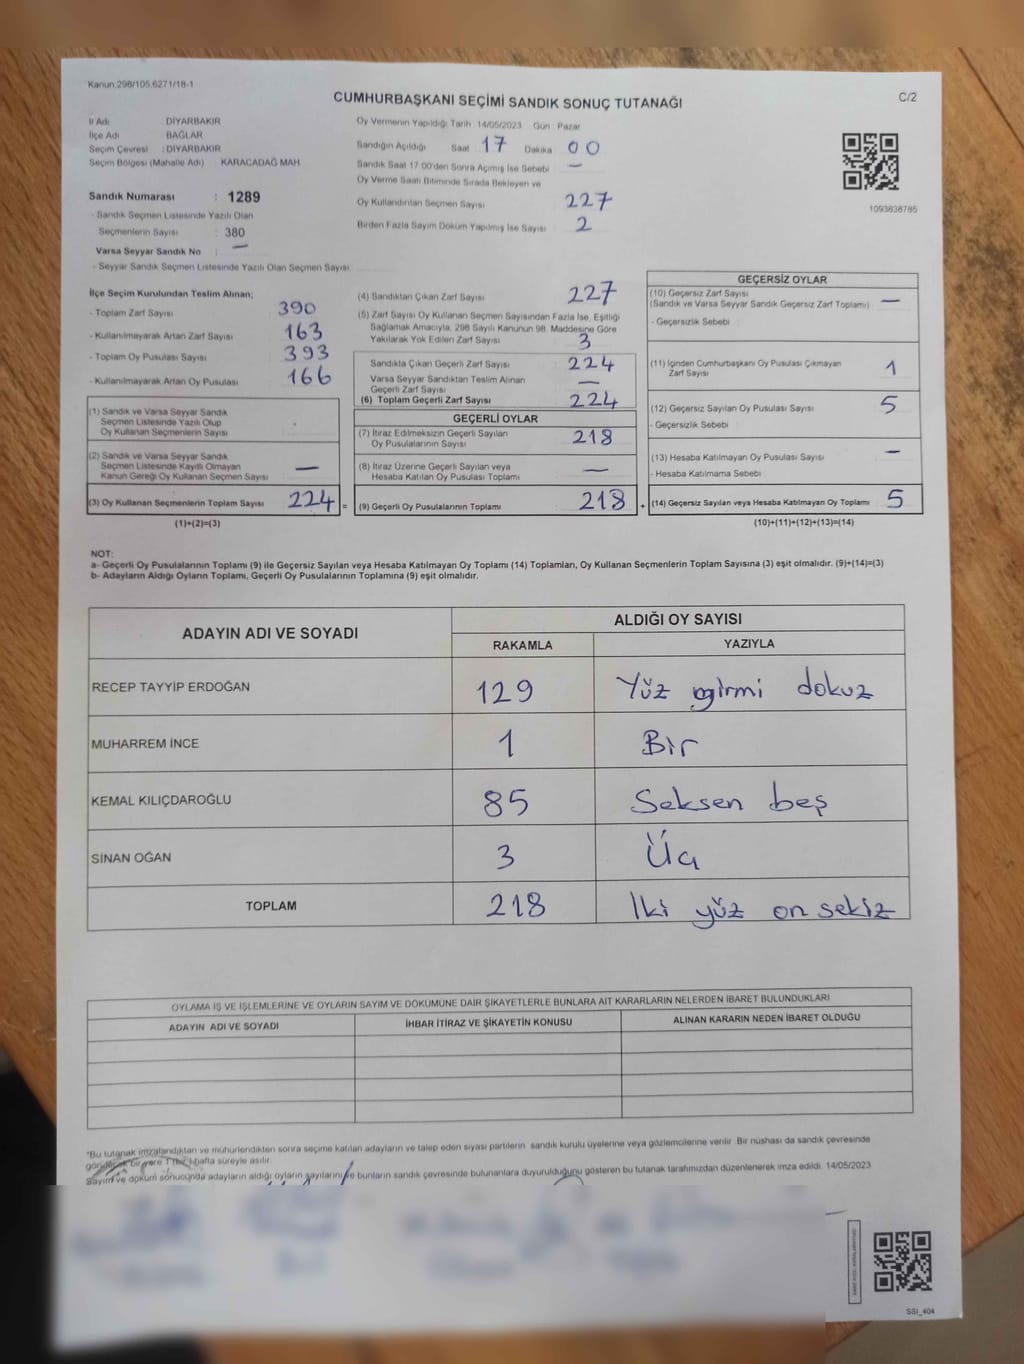 Kanun:298/105,6271/18-1
C/2
CUMHURBAŞKANI SEÇİMİ SANDIK SONUÇ TUTANAĞI
İl Adı DİYARBAKIR
İlçe Adı BAĞLAR
Seçim Çevresi : DİYARBAKIR
Seçim Bölgesi (Mahalle Adı) KARACADAĞ MAH.
Sandık Numarası : 1289
- Sandık Seçmen Listesinde Yazılı Olan
Seçmenlerin Sayısı : 380
Varsa Seyyar Sandık No : —
- Seyyar Sandık Seçmen Listesinde Yazılı Olan Seçmen Sayısı
Oy Vermenin Yapıldığı Tarih 14/05/2023 Gün : Pazar
Sandığın Açıldığı Saat 17 Dakika 00
Sandık Saat 17.00'den Sonra Açılmış İse Sebebi —
Oy Verme Saati Bitiminde Sırada Bekleyen ve
Oy Kullandırılan Seçmen Sayısı 227
Birden Fazla Sayım Döküm Yapılmış İse Sayısı 2
1093838785
İlçe Seçim Kurulundan Teslim Alınan;
- Toplam Zarf Sayısı 390
- Kullanılmayarak Artan Zarf Sayısı 163
- Toplam Oy Pusulası Sayısı 393
- Kullanılmayarak Artan Oy Pusulası 166
(1) Sandık ve Varsa Seyyar Sandık
Seçmen Listesinde Yazılı Olup
Oy Kullanan Seçmenlerin Sayısı
(2) Sandık ve Varsa Seyyar Sandık
Seçmen Listesinde Kayıtlı Olmayan
Kanun Gereği Oy Kullanan Seçmen Sayısı —
(3) Oy Kullanan Seçmenlerin Toplam Sayısı 224 =
(1)+(2)=(3)
(4) Sandıktan Çıkan Zarf Sayısı 227
(5) Zarf Sayısı Oy Kullanan Seçmen Sayısından Fazla İse, Eşitliği
Sağlamak Amacıyla, 298 Sayılı Kanunun 98. Maddesine Göre
Yakılarak Yok Edilen Zarf Sayısı 3
Sandıkta Çıkan Geçerli Zarf Sayısı 224
Varsa Seyyar Sandıktan Teslim Alınan
Geçerli Zarf Sayısı —
(6) Toplam Geçerli Zarf Sayısı 224
GEÇERLİ OYLAR
(7) İtiraz Edilmeksizin Geçerli Sayılan
Oy Pusulalarının Sayısı 218
(8) İtiraz Üzerine Geçerli Sayılan veya
Hesaba Katılan Oy Pusulası Toplamı —
(9) Geçerli Oy Pusulalarının Toplamı 218 +
GEÇERSİZ OYLAR
(10) Geçersiz Zarf Sayısı
(Sandık ve Varsa Seyyar Sandık Geçersiz Zarf Toplamı) —
- Geçersizlik Sebebi :
(11) İçinden Cumhurbaşkanı Oy Pusulası Çıkmayan
Zarf Sayısı 1
(12) Geçersiz Sayılan Oy Pusulası Sayısı 5
- Geçersizlik Sebebi :
(13) Hesaba Katılmayan Oy Pusulası Sayısı —
- Hesaba Katılmama Sebebi :
(14) Geçersiz Sayılan veya Hesaba Katılmayan Oy Toplamı 5
(10)+(11)+(12)+(13)=(14)
NOT:
a- Geçerli Oy Pusulalarının Toplamı (9) ile Geçersiz Sayılan veya Hesaba Katılmayan Oy Toplamı (14) Toplamları, Oy Kullanan Seçmenlerin Toplam Sayısına (3) eşit olmalıdır. (9)+(14)=(3)
b- Adayların Aldığı Oyların Toplamı, Geçerli Oy Pusulalarının Toplamına (9) eşit olmalıdır.
ADAYIN ADI VE SOYADI ALDIĞI OY SAYISI
RAKAMLA YAZIYLA
RECEP TAYYİP ERDOĞAN 129 Yüz yirmi dokuz
MUHARREM İNCE 1 Bir
KEMAL KILIÇDAROĞLU 85 Seksen beş
SİNAN OĞAN 3 Üç
TOPLAM 218 İki yüz on sekiz
OYLAMA İŞ VE İŞLEMLERİNE VE OYLARIN SAYIM VE DÖKÜMÜNE DAİR ŞİKAYETLERLE BUNLARA AİT KARARLARIN NELERDEN İBARET BULUNDUKLARI
ADAYIN ADI VE SOYADI İHBAR İTİRAZ VE ŞİKAYETİN KONUSU ALINAN KARARIN NEDEN İBARET OLDUĞU
*Bu tutanak imzalandıktan ve mühürlendikten sonra seçime katılan adayların ve talep eden siyasi partilerin sandık kurulu üyelerine veya gözlemcilerine verilir. Bir nüshası da sandık çevresinde
görülecek bir yere 1 (bir) hafta süreyle asılır.
Sayım ve döküm sonucunda adayların aldığı oyların sayılarını ve bunların sandık çevresinde bulunanlara duyurulduğunu gösteren bu tutanak tarafımızdan düzenlenerek imza edildi. 14/05/2023
SSI_404